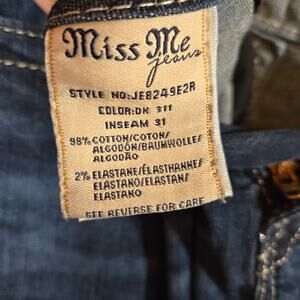 Miss Me
jeans
STYLE NO:JE8249E2R
COLOR:DK 311
INSEAM 31
98% COTTON/COTON/
ALGODÓN/BAUMWOLLE/
ALGODÃO
2% ELASTANE/ÉLASTHANNE/
ELASTANO/ELASTAN/
ELASTANO
SEE REVERSE FOR CARE